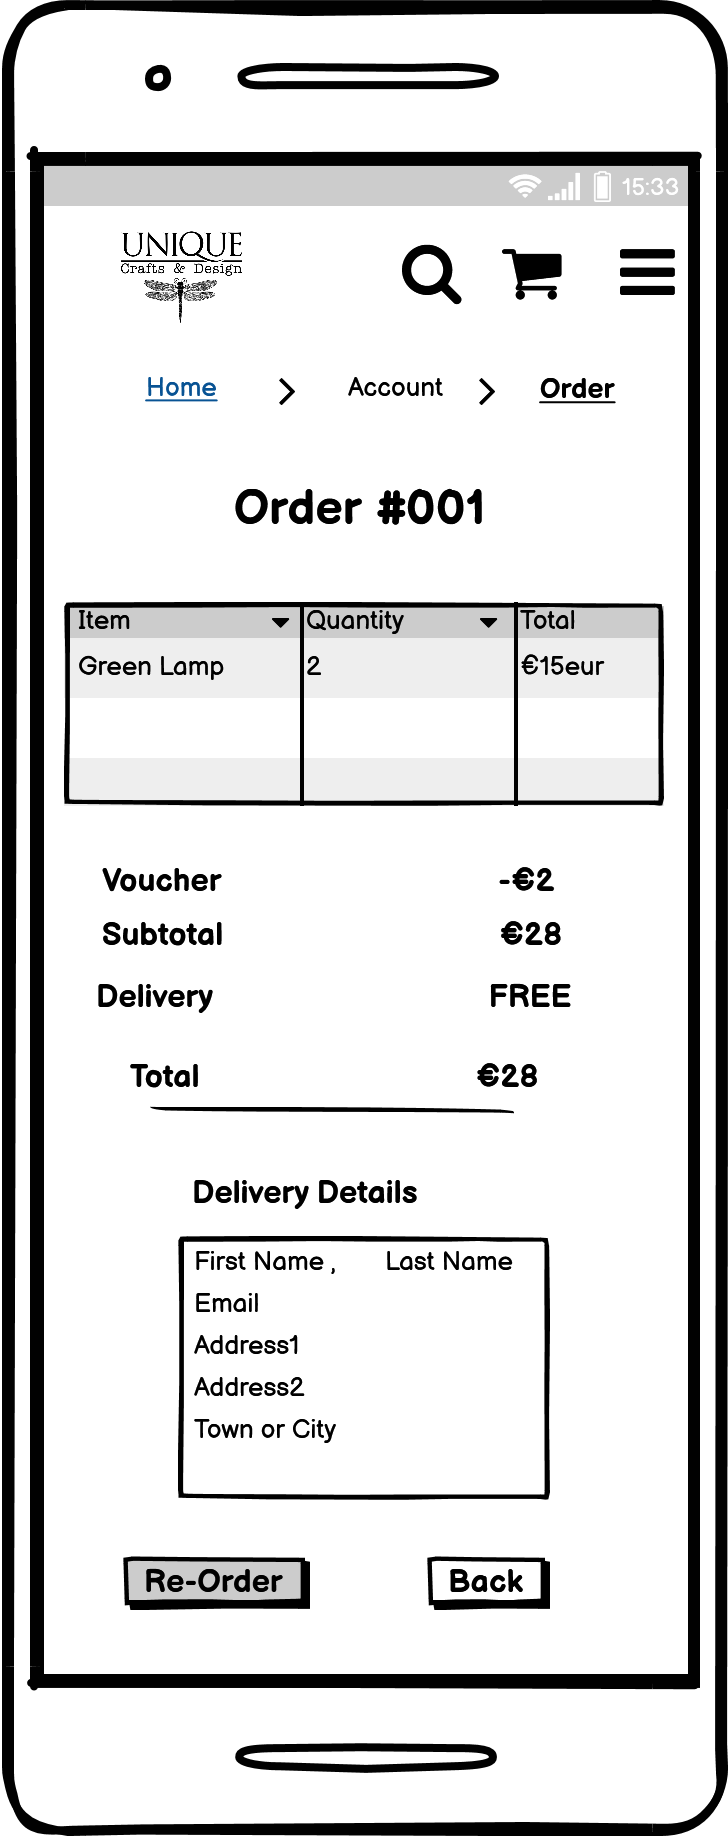 15:33
UNIQUE
Crafts & Design
Home > Account > Order
Order #001
Item Quantity Total
Green Lamp 2 €15eur
Voucher -€2
Subtotal €28
Delivery FREE
Total €28
Delivery Details
First Name , Last Name
Email
Address1
Address2
Town or City
Re-Order Back